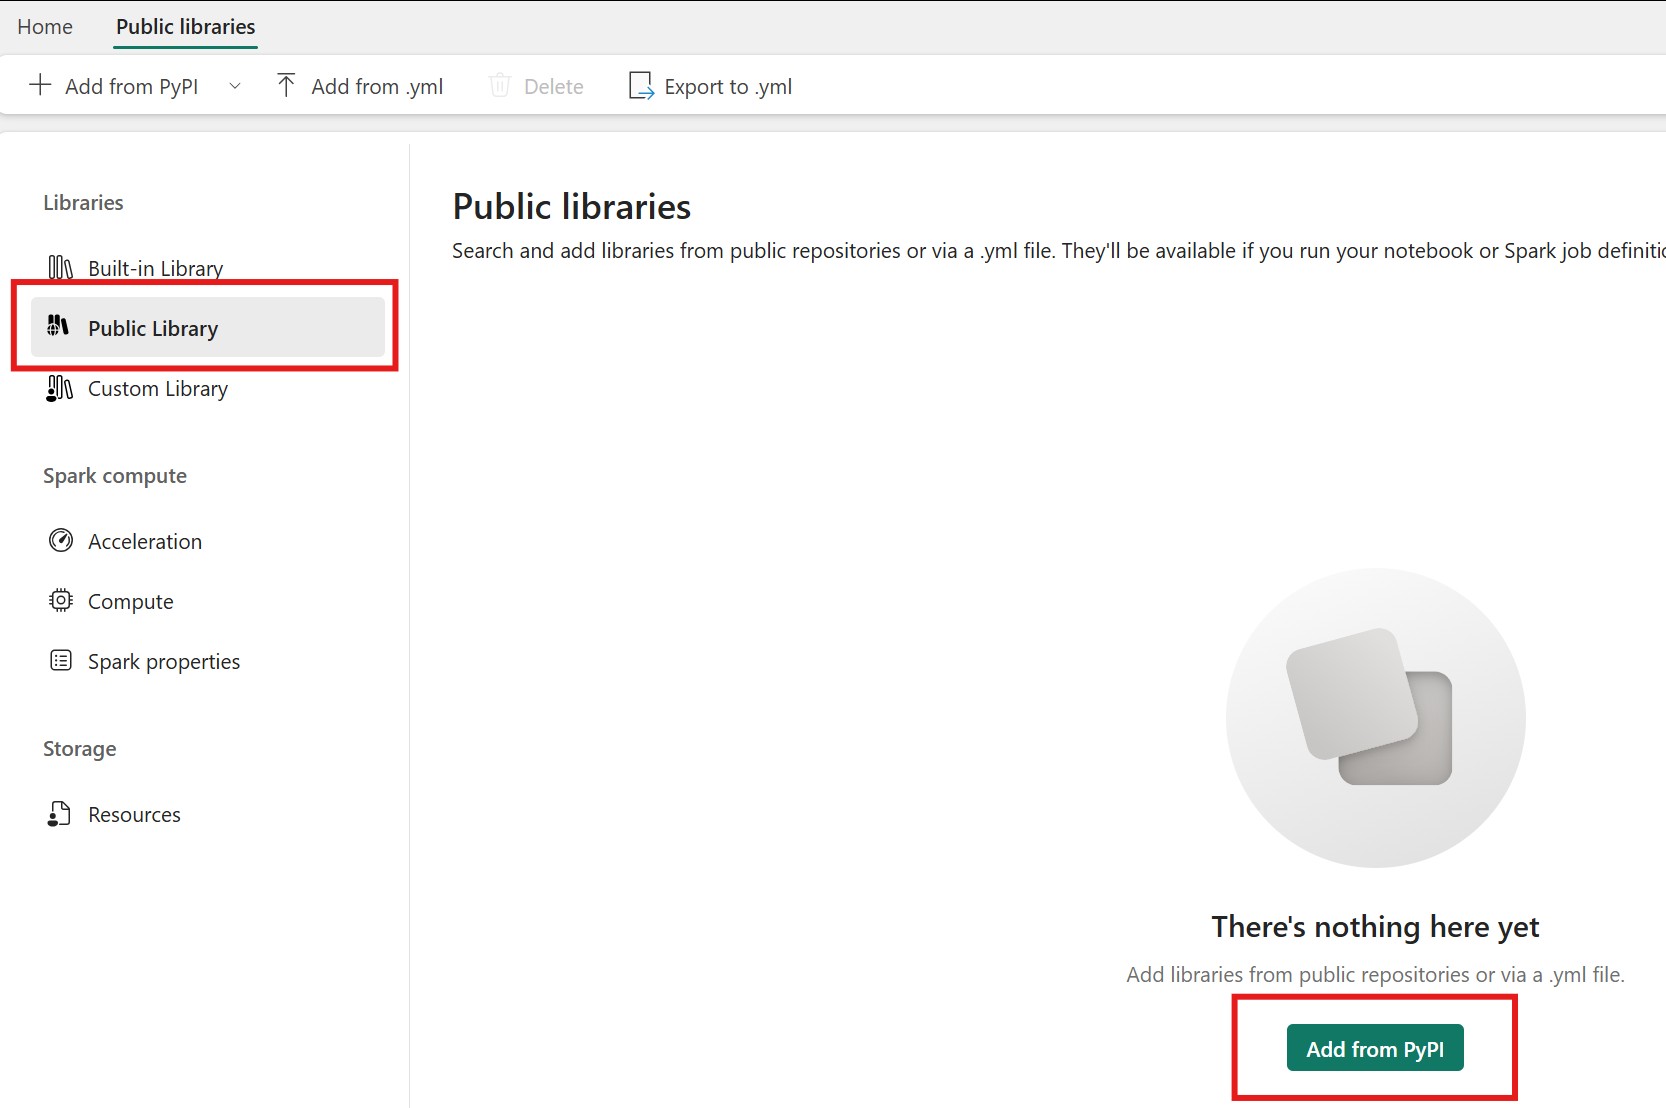 Home
Public libraries
Add from PyPI
Add from .yml
Delete
Export to .yml
Libraries
Built-in Library
Public Library
Custom Library
Spark compute
Acceleration
Compute
Spark properties
Storage
Resources
Public libraries
Search and add libraries from public repositories or via a .yml file. They'll be available if you run your notebook or Spark job
There's nothing here yet
Add libraries from public repositories or via a .yml file.
Add from PyPI